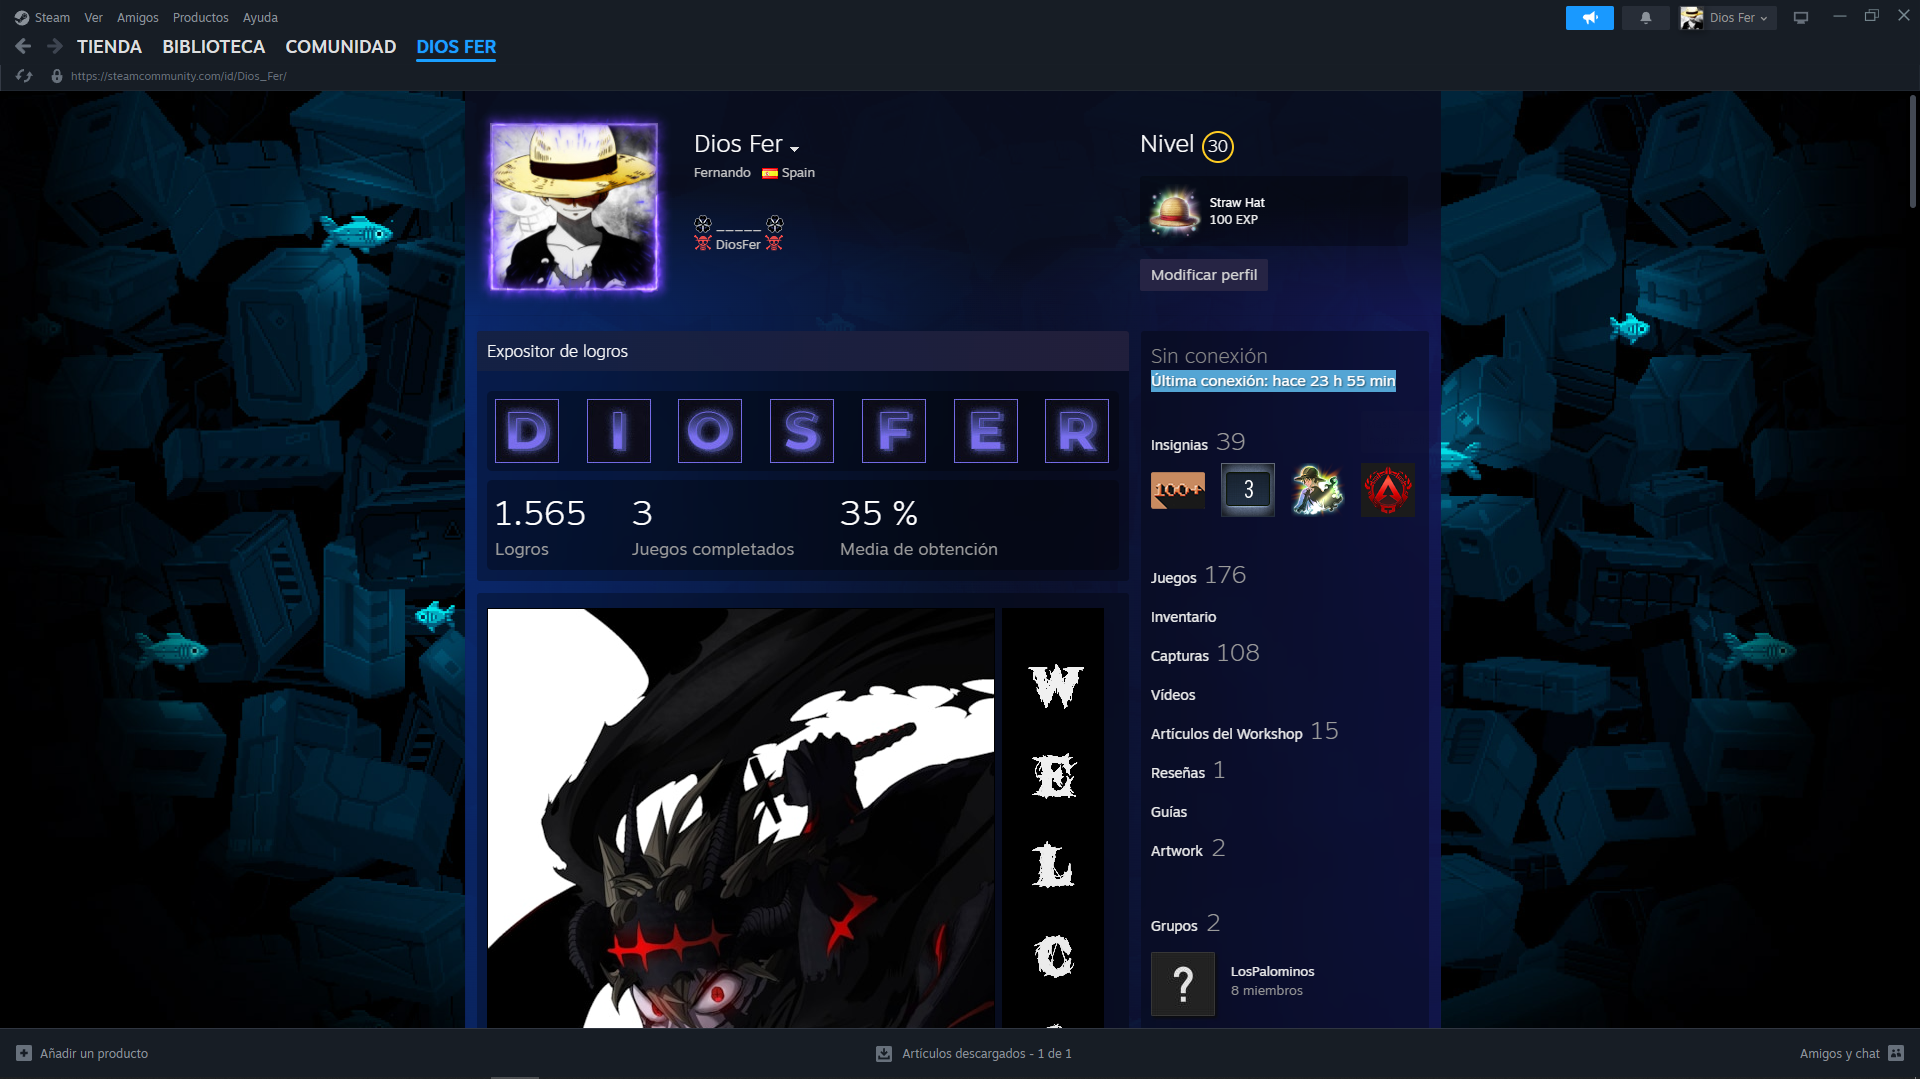 Steam Ver Amigos Productos Ayuda
Dios Fer
TIENDA BIBLIOTECA COMUNIDAD DIOS FER
https://steamcommunity.com/id/Dios_Fer/
Dios Fer
Fernando Spain
_____
DiosFer
Nivel 30
Straw Hat
100 EXP
Modificar perfil
Expositor de logros
D I O S F E R
1.565 3 35 %
Logros Juegos completados Media de obtención
W
E
L
C
Sin conexión
Última conexión: hace 23 h 55 min
Insignias 39
100+ 3
Juegos 176
Inventario
Capturas 108
Vídeos
Artículos del Workshop 15
Reseñas 1
Guías
Artwork 2
Grupos 2
?
LosPalominos
8 miembros
Añadir un producto
Artículos descargados - 1 de 1
Amigos y chat